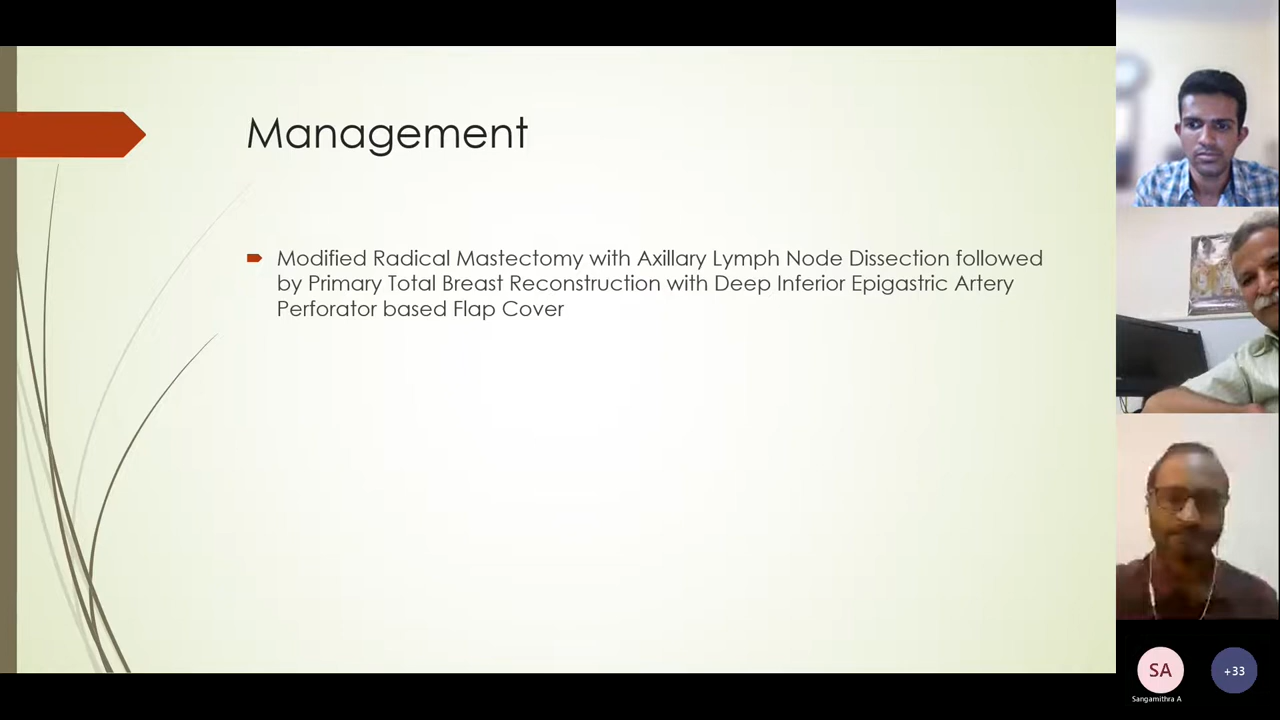 Management
Modified Radical Mastectomy with Axillary Lymph Node Dissection followed
by Primary Total Breast Reconstruction with Deep Inferior Epigastric Artery
Perforator based Flap Cover
SA
+33
Sangamithra A